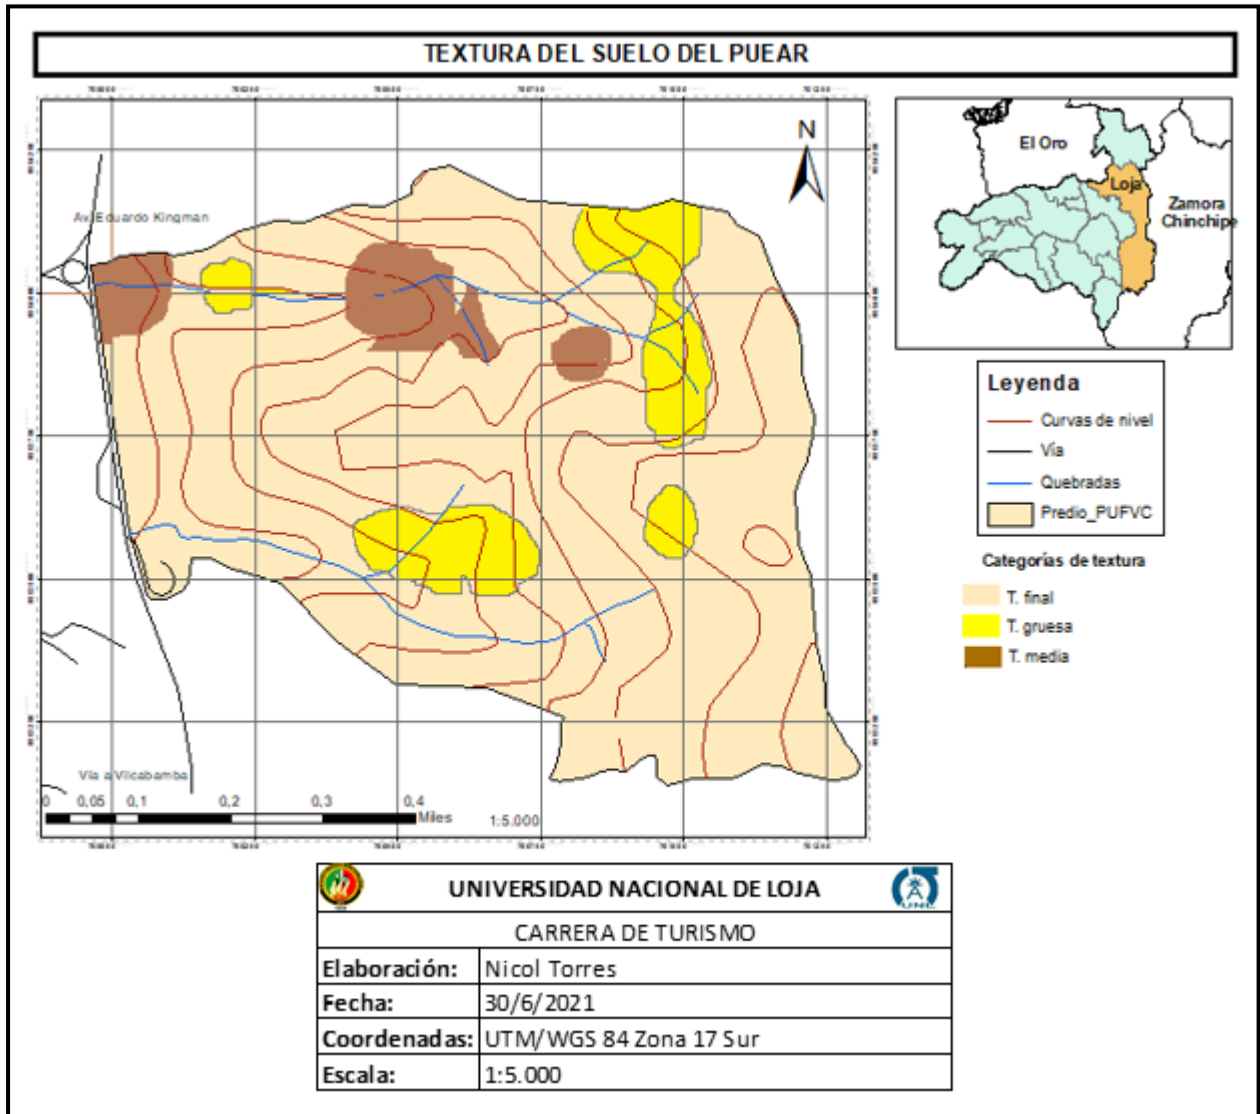 TEXTURA DEL SUELO DEL PUEAR
N
Av. Eduardo Kingman
Vía a Vilcabamba
0 0,05 0,1 0,2 0,3 0,4
Miles
1:5.000
El Oro
Loja
Zamora
Chinchipe
Leyenda
Curvas de nivel
Vía
Quebradas
Predio_PUFVC
Categorías de textura
T. final
T. gruesa
T. media
UNIVERSIDAD NACIONAL DE LOJA
UNL
CARRERA DE TURISMO
Elaboración: Nicol Torres
Fecha: 30/6/2021
Coordenadas: UTM/WGS 84 Zona 17 Sur
Escala: 1:5.000